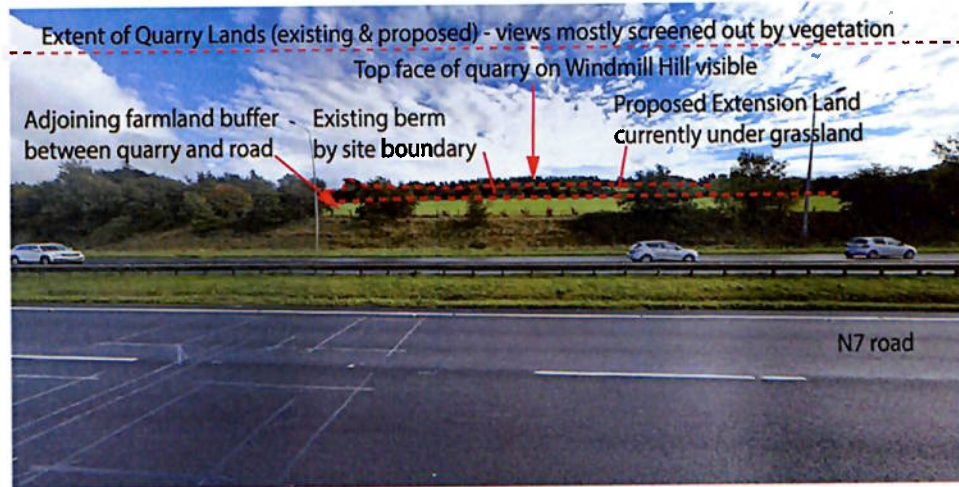 Extent of Quarry Lands (existing & proposed) - views mostly screened out by vegetation
Top face of quarry on Windmill Hill visible
Adjoining farmland buffer
between quarry and road
Existing berm
by site boundary
Proposed Extension Land
currently under grassland
N7 road